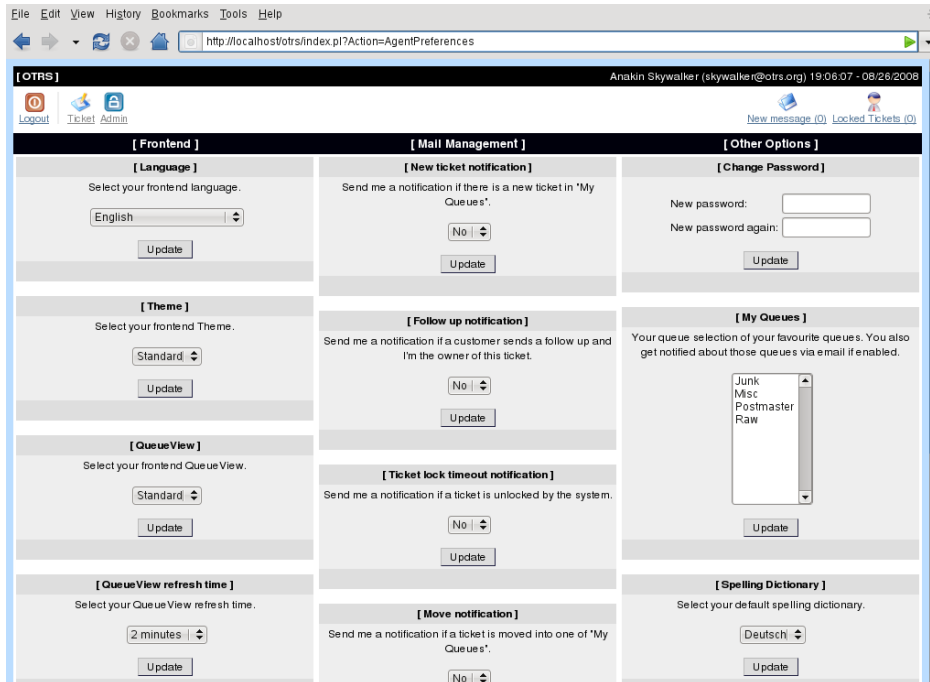 File Edit View History Bookmarks Tools Help
http://localhost/otrs/index.pl?Action=AgentPreferences
[ OTRS ]
Anakin Skywalker (skywalker@otrs.org) 19:06:07 - 08/26/2008
Logout Ticket Admin
New message (0) Locked Tickets (0)
[ Frontend ]
[ Language ]
Select your frontend language.
English
Update
[ Theme ]
Select your frontend Theme.
Standard
Update
[ QueueView ]
Select your frontend QueueView.
Standard
Update
[ QueueView refresh time ]
Select your QueueView refresh time.
2 minutes
Update
[ Mail Management ]
[ New ticket notification ]
Send me a notification if there is a new ticket in "My
Queues".
No
Update
[ Follow up notification ]
Send me a notification if a customer sends a follow up and
I'm the owner of this ticket.
No
Update
[ Ticket lock timeout notification ]
Send me a notification if a ticket is unlocked by the system.
No
Update
[ Move notification ]
Send me a notification if a ticket is moved into one of "My
Queues".
No
[ Other Options ]
[ Change Password ]
New password:
New password again:
Update
[ My Queues ]
Your queue selection of your favourite queues. You also
get notified about those queues via email if enabled.
Junk
Misc
Postmaster
Raw
Update
[ Spelling Dictionary ]
Select your default spelling dictionary.
Deutsch
Update